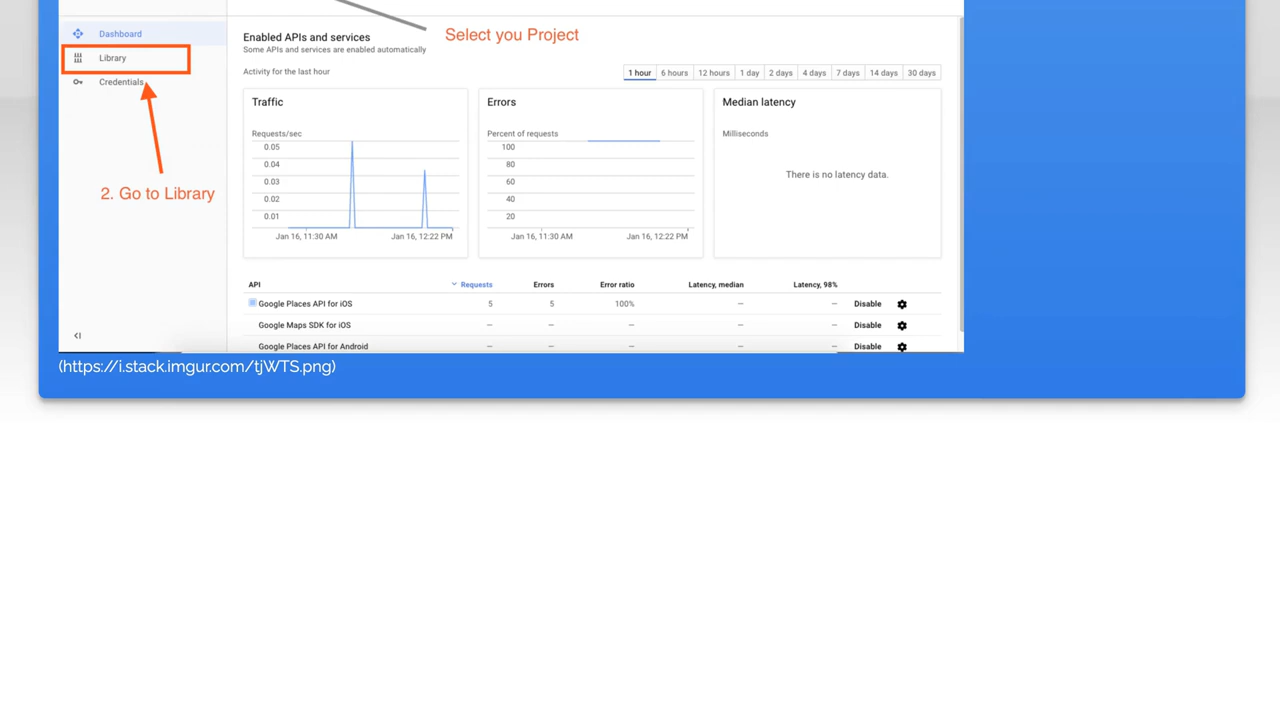 Select you Project
Dashboard
Library
Credentials
2. Go to Library
Enabled APIs and services
Some APIs and services are enabled automatically
Activity for the last hour
1 hour 6 hours 12 hours 1 day 2 days 4 days 7 days 14 days 30 days
Traffic
Requests/sec
0.05
0.04
0.03
0.02
0.01
Jan 16, 11:30 AM Jan 16, 12:22 PM
Errors
Percent of requests
100
80
60
40
20
Jan 16, 11:30 AM Jan 16, 12:22 PM
Median latency
Milliseconds
There is no latency data.
API Requests Errors Error ratio Latency, median Latency, 98%
Google Places API for iOS 5 5 100% – – Disable
Google Maps SDK for iOS – – – – – Disable
Google Places API for Android – – – – – Disable
(https://i.stack.imgur.com/tjWTS.png)